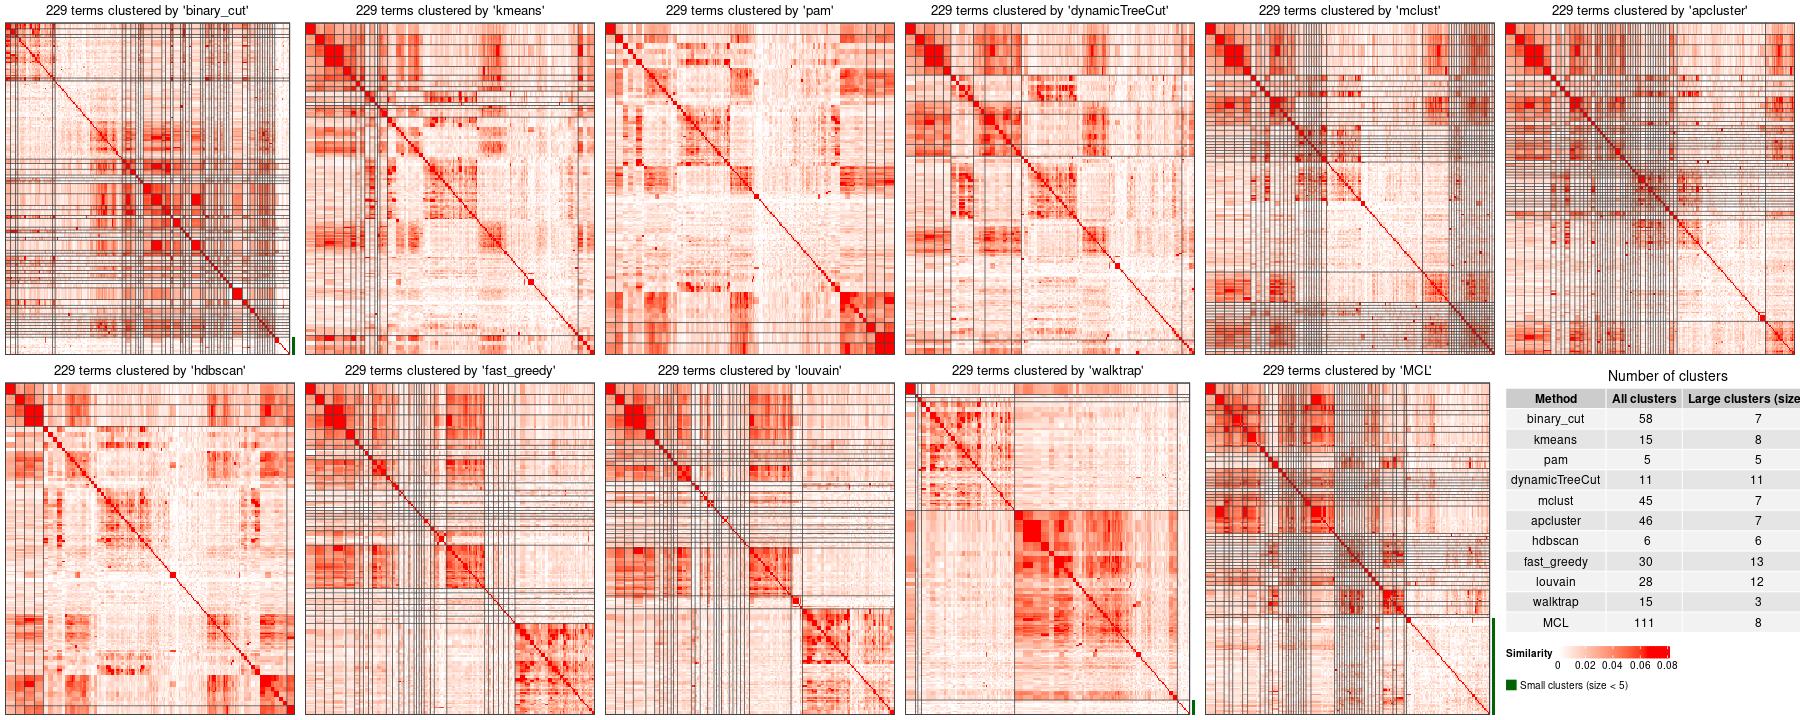 229 terms clustered by 'binary_cut'
229 terms clustered by 'kmeans'
229 terms clustered by 'pam'
229 terms clustered by 'dynamicTreeCut'
229 terms clustered by 'mclust'
229 terms clustered by 'apcluster'
229 terms clustered by 'hdbscan'
229 terms clustered by 'fast_greedy'
229 terms clustered by 'louvain'
229 terms clustered by 'walktrap'
229 terms clustered by 'MCL'
Number of clusters
Method All clusters Large clusters (size
binary_cut 58 7
kmeans 15 8
pam 5 5
dynamicTreeCut 11 11
mclust 45 7
apcluster 46 7
hdbscan 6 6
fast_greedy 30 13
louvain 28 12
walktrap 15 3
MCL 111 8
Similarity
0 0.02 0.04 0.06 0.08
Small clusters (size < 5)